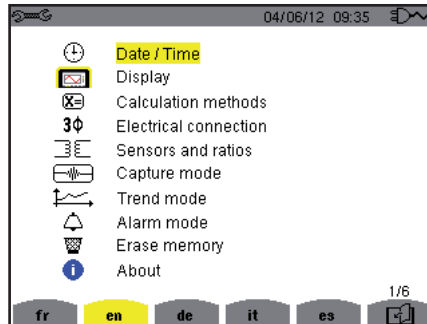 04/06/12 09:35
Date / Time
Display
X= Calculation methods
3Φ Electrical connection
Sensors and ratios
Capture mode
Trend mode
Alarm mode
Erase memory
i About
1/6
fr en de it es